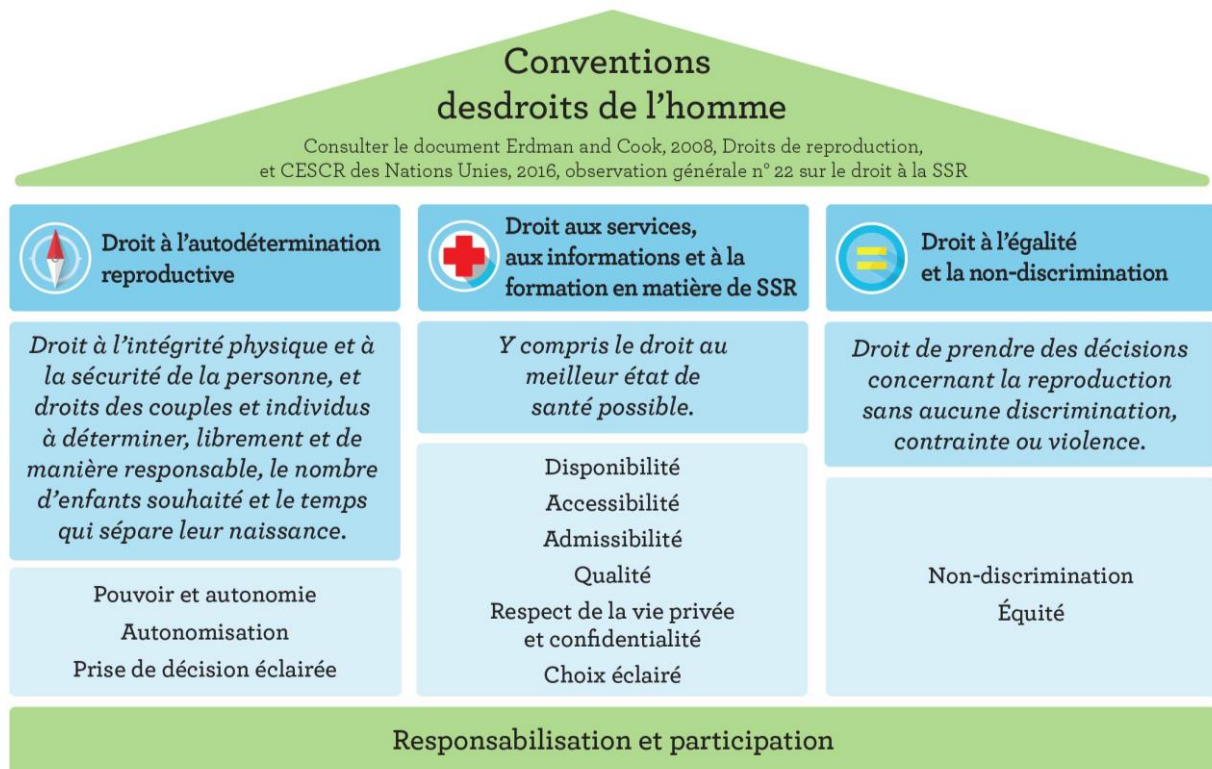 Conventions
desdroits de l'homme
Consulter le document Erdman and Cook, 2008, Droits de reproduction,
et CESCR des Nations Unies, 2016, observation générale n° 22 sur le droit à la SSR
Droit à l'autodétermination
reproductive
Droit à l'intégrité physique et à
la sécurité de la personne, et
droits des couples et individus
à déterminer, librement et de
manière responsable, le nombre
d'enfants souhaité et le temps
qui sépare leur naissance.
Pouvoir et autonomie
Autonomisation
Prise de décision éclairée
Droit aux services,
aux informations et à la
formation en matière de SSR
Y compris le droit au
meilleur état de
santé possible.
Disponibilité
Accessibilité
Admissibilité
Qualité
Respect de la vie privée
et confidentialité
Choix éclairé
Droit à l'égalité
et la non-discrimination
Droit de prendre des décisions
concernant la reproduction
sans aucune discrimination,
contrainte ou violence.
Non-discrimination
Équité
Responsabilisation et participation